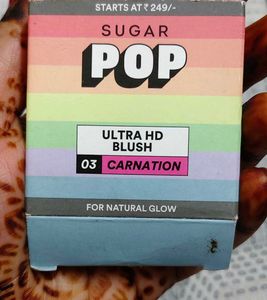 STARTS AT ₹ 249/-
SUGAR
POP
ULTRA HD
BLUSH
03 CARNATION
FOR NATURAL GLOW